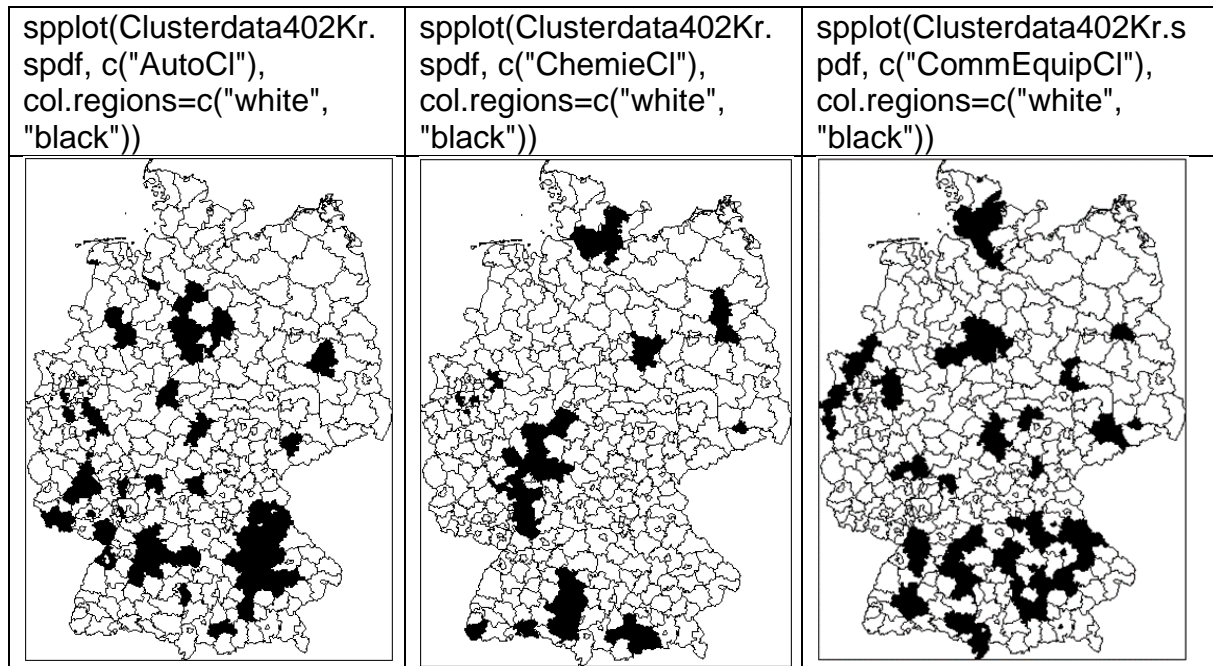 spplot(Clusterdata402Kr.
spdf, c("AutoCl"),
col.regions=c("white",
"black"))
spplot(Clusterdata402Kr.
spdf, c("ChemieCl"),
col.regions=c("white",
"black"))
spplot(Clusterdata402Kr.s
pdf, c("CommEquipCl"),
col.regions=c("white",
"black"))